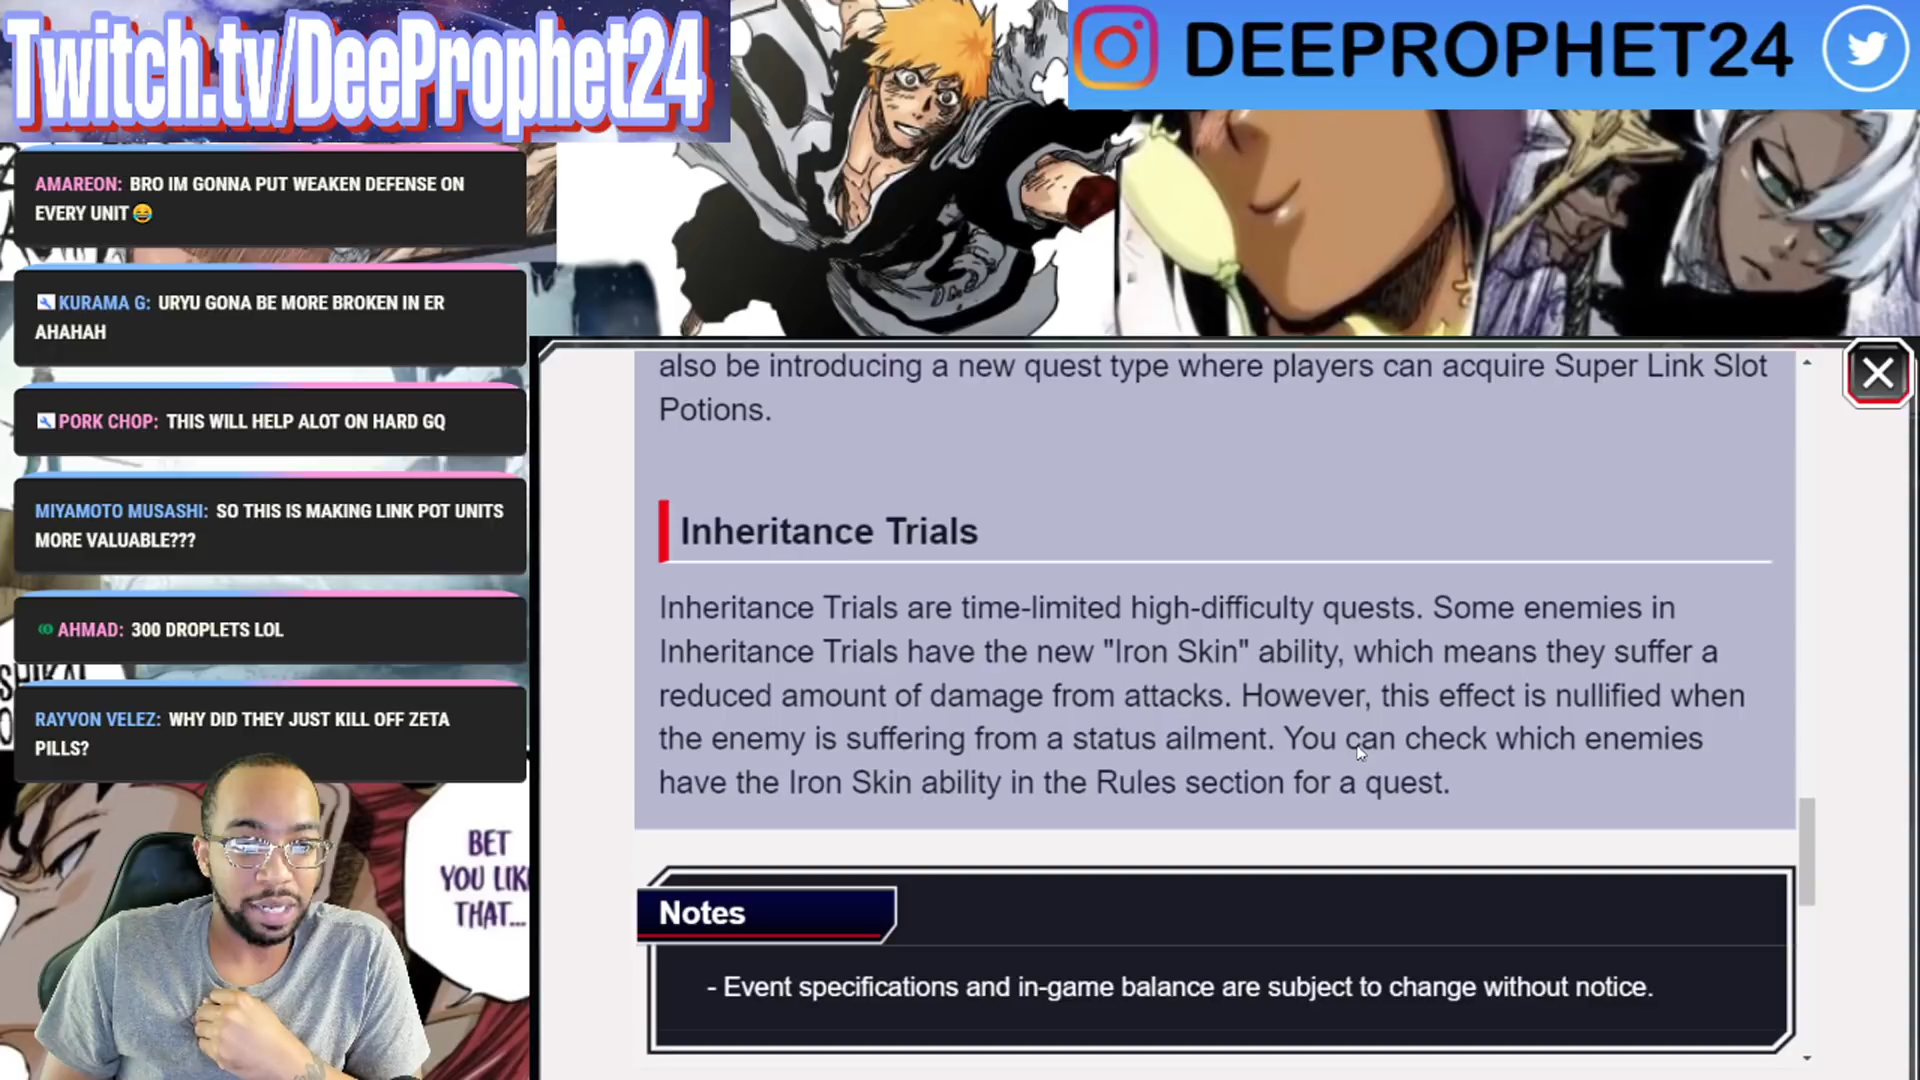 Twitch.tv/DeeProphet24
DEEPROPHET24
AMAREON: BRO IM GONNA PUT WEAKEN DEFENSE ON
EVERY UNIT 😂
KURAMA G: URYU GONA BE MORE BROKEN IN ER
AHAHAH
PORK CHOP: THIS WILL HELP ALOT ON HARD GQ
MIYAMOTO MUSASHI: SO THIS IS MAKING LINK POT UNITS
MORE VALUABLE???
AHMAD: 300 DROPLETS LOL
RAYVON VELEZ: WHY DID THEY JUST KILL OFF ZETA
PILLS?
BET
YOU LIK
THAT...
also be introducing a new quest type where players can acquire Super Link Slot
Potions.
Inheritance Trials
Inheritance Trials are time-limited high-difficulty quests. Some enemies in
Inheritance Trials have the new "Iron Skin" ability, which means they suffer a
reduced amount of damage from attacks. However, this effect is nullified when
the enemy is suffering from a status ailment. You can check which enemies
have the Iron Skin ability in the Rules section for a quest.
Notes
- Event specifications and in-game balance are subject to change without notice.